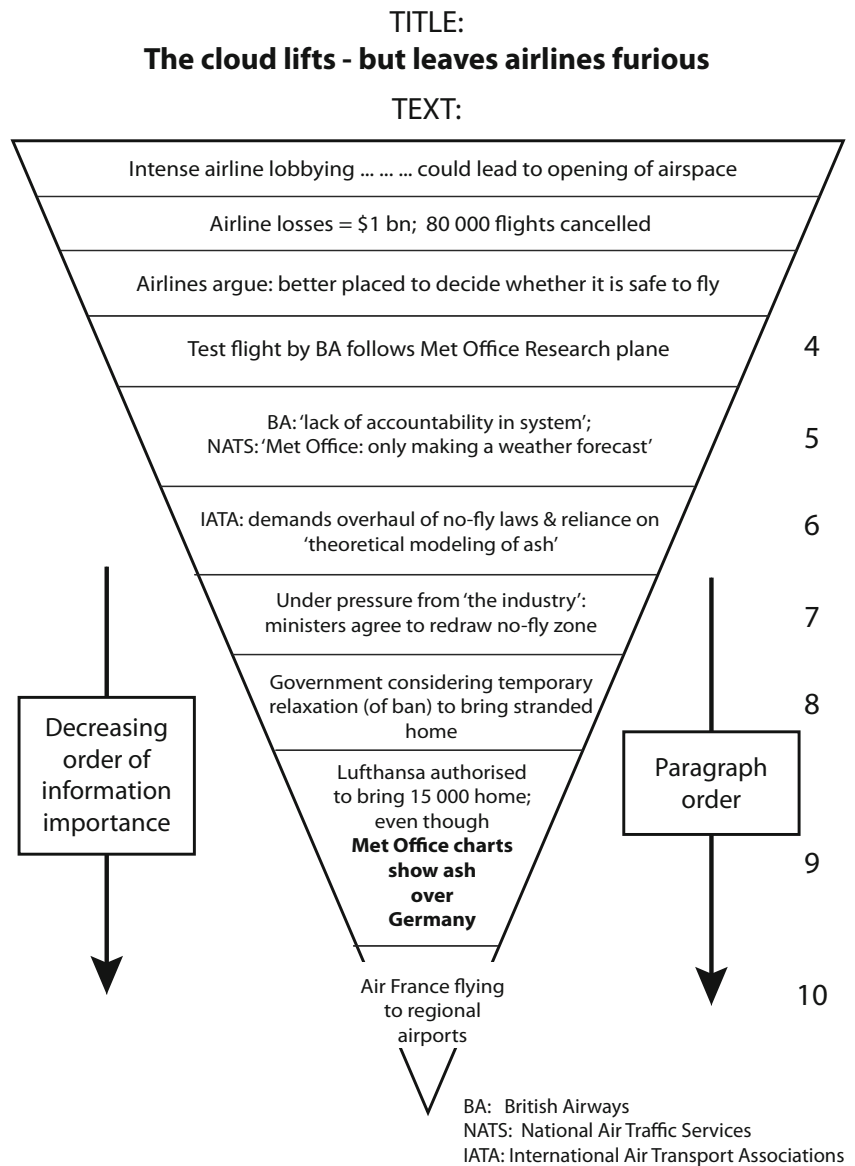 TITLE:
The cloud lifts - but leaves airlines furious
TEXT:
Intense airline lobbying ... ... ... could lead to opening of airspace
Airline losses = $1 bn; 80 000 flights cancelled
Airlines argue: better placed to decide whether it is safe to fly
Test flight by BA follows Met Office Research plane
4
BA: ‘lack of accountability in system’;
NATS: ‘Met Office: only making a weather forecast’
5
IATA: demands overhaul of no-fly laws & reliance on
‘theoretical modeling of ash’
6
Under pressure from ‘the industry’:
ministers agree to redraw no-fly zone
7
Government considering temporary
relaxation (of ban) to bring stranded
home
8
Decreasing
order of
information
importance
Lufthansa authorised
to bring 15 000 home;
even though
Met Office charts
show ash
over
Germany
Paragraph
order
9
Air France flying
to regional
airports
10
BA: British Airways
NATS: National Air Traffic Services
IATA: International Air Transport Associations